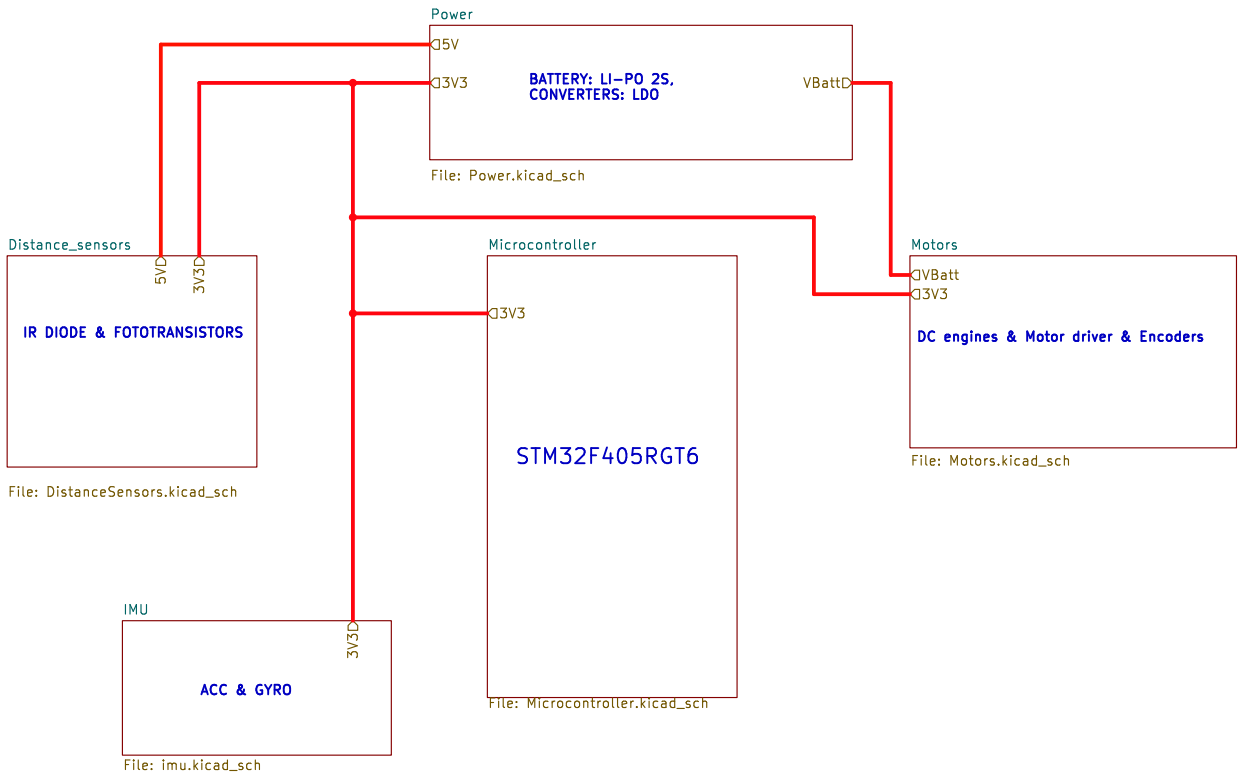 Power
5V
3V3
BATTERY: LI-PO 2S,
CONVERTERS: LDO
VBatt
File: Power.kicad_sch
Distance_sensors
5V
3V3
IR DIODE & FOTOTRANSISTORS
File: DistanceSensors.kicad_sch
Microcontroller
3V3
STM32F405RGT6
File: Microcontroller.kicad_sch
Motors
VBatt
3V3
DC engines & Motor driver & Encoders
File: Motors.kicad_sch
IMU
3V3
ACC & GYRO
File: imu.kicad_sch